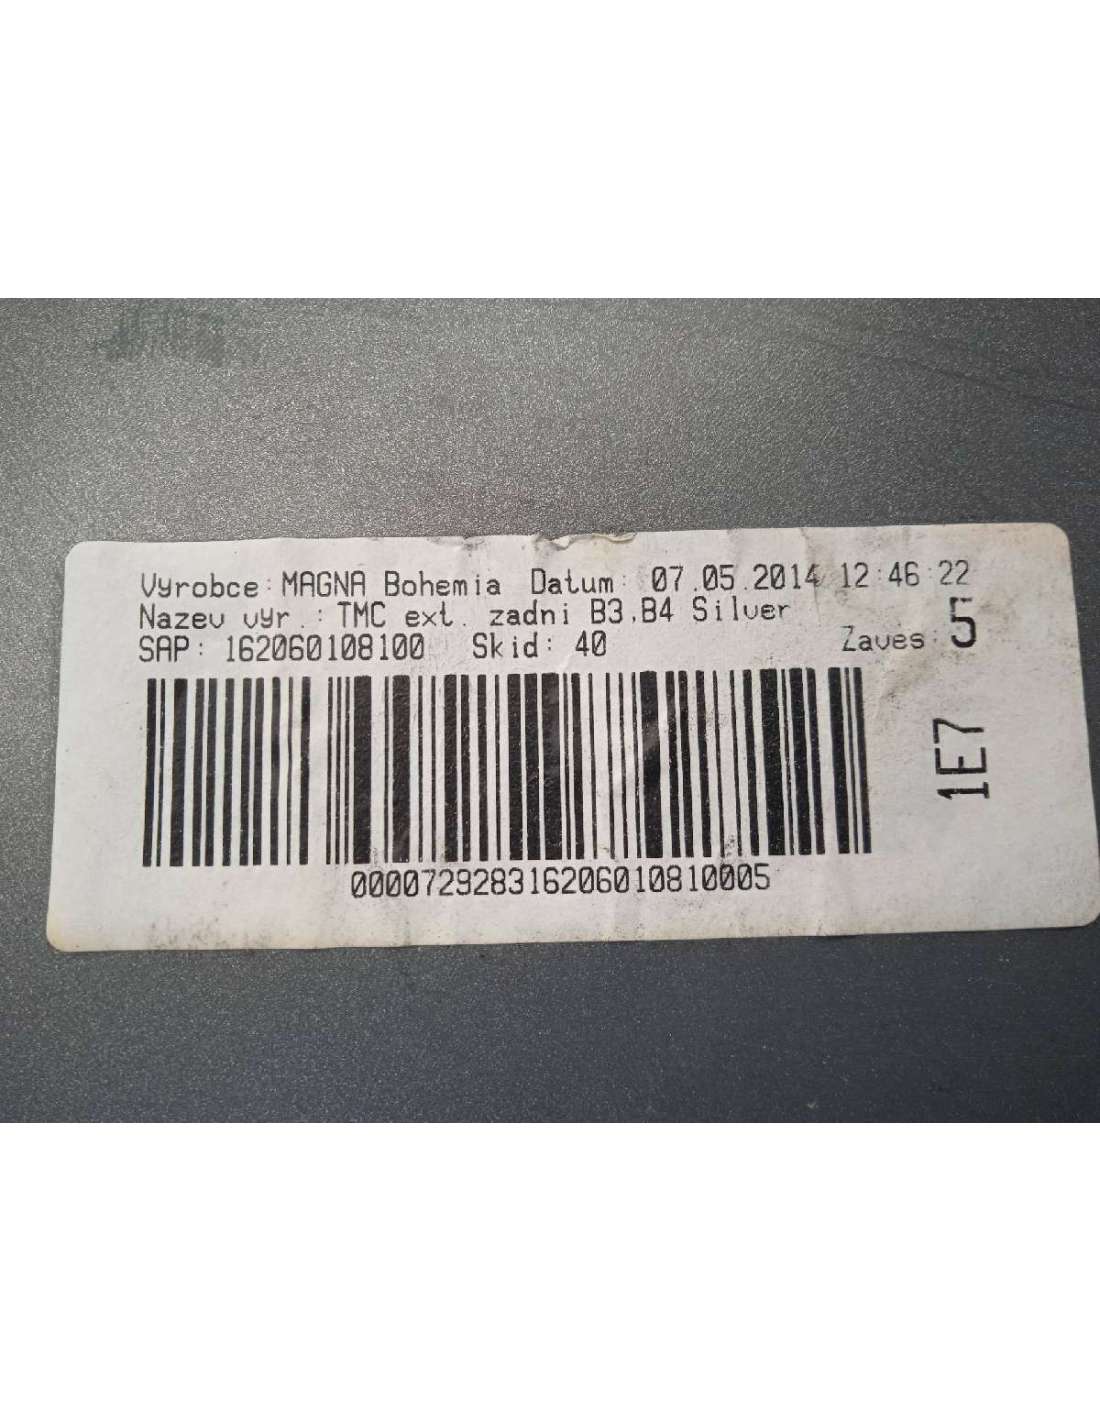 Vyrobce: MAGNA Bohemia Datum: 07.05.2014 12:46:22
Nazev vyr.: TMC ext. zadni B3,B4 Silver
SAP: 162060108100 Skid: 40 Zaves: 5
1E7
000072928316206010810005